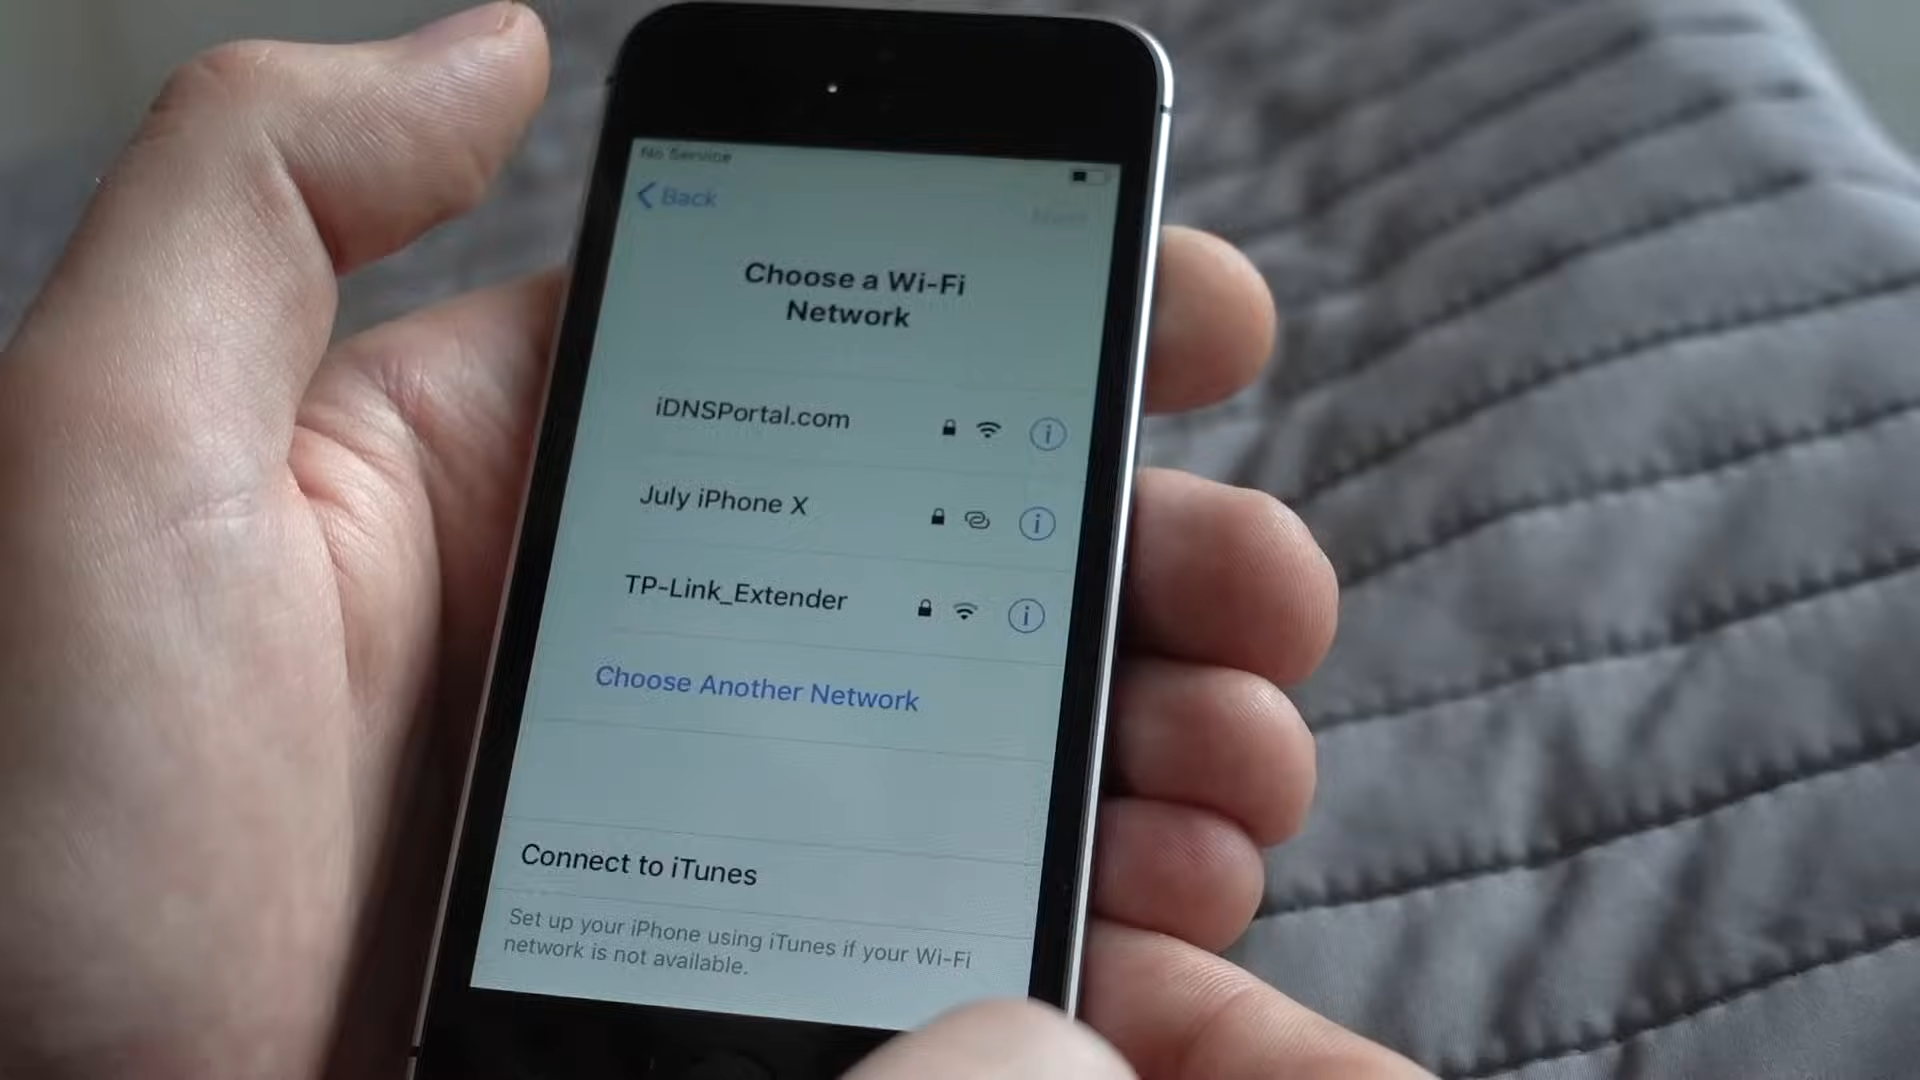 No Service
Back
Next
Choose a Wi-Fi
Network
iDNSPortal.com
July iPhone X
TP-Link_Extender
Choose Another Network
Connect to iTunes
Set up your iPhone using iTunes if your Wi-Fi
network is not available.